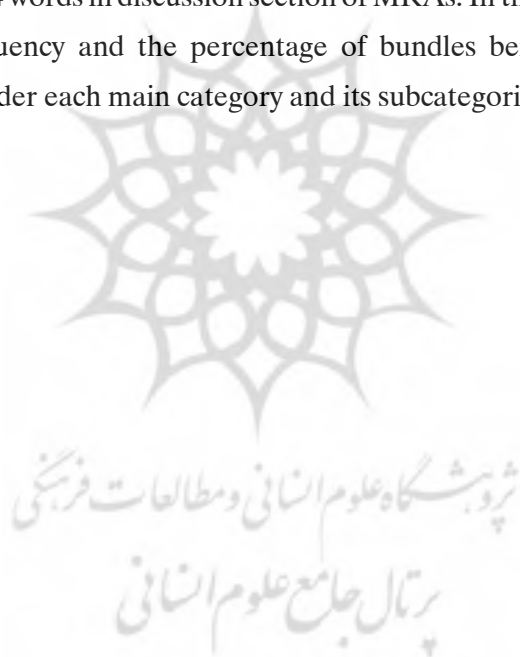 words in discussion section of MRAs. In th
uency and the percentage of bundles be
der each main category and its subcategori
پژوهشگاه علوم انسانی و مطالعات فرهنگی
پرتال جامع علوم انسانی